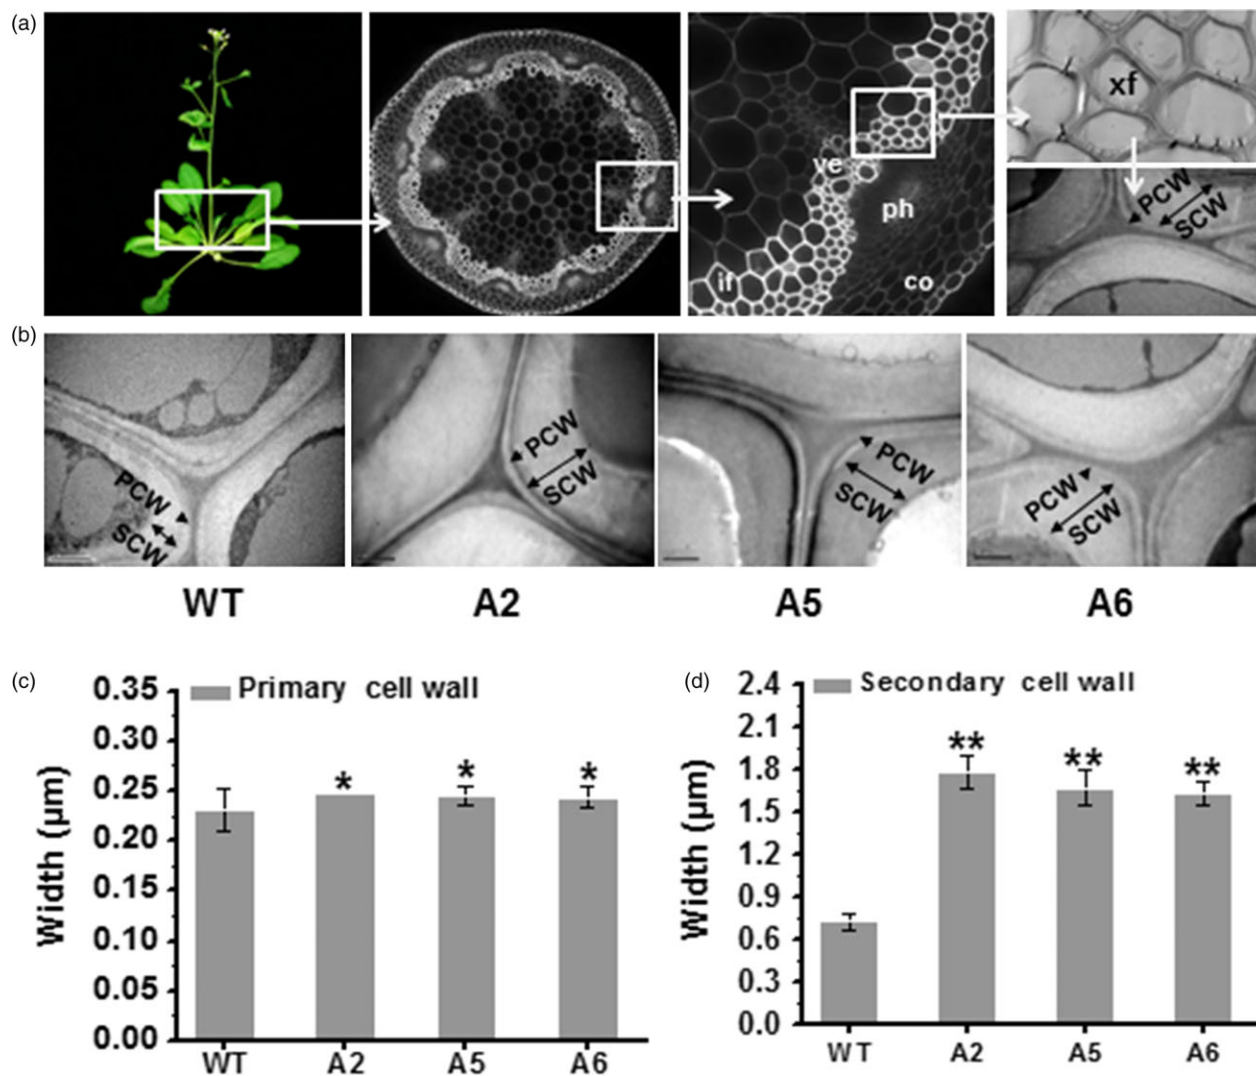 (a)
xf
ve
ph
if
co
PCW
SCW
(b)
PCW
SCW
PCW
SCW
PCW
SCW
PCW
SCW
WT
A2
A5
A6
(c)
Primary cell wall
0.35
0.30
0.25
0.20
0.15
0.10
0.05
0.00
Width (μm)
*
*
*
WT
A2
A5
A6
(d)
Secondary cell wall
2.4
2.1
1.8
1.5
1.2
0.9
0.6
0.3
0.0
Width (μm)
**
**
**
WT
A2
A5
A6